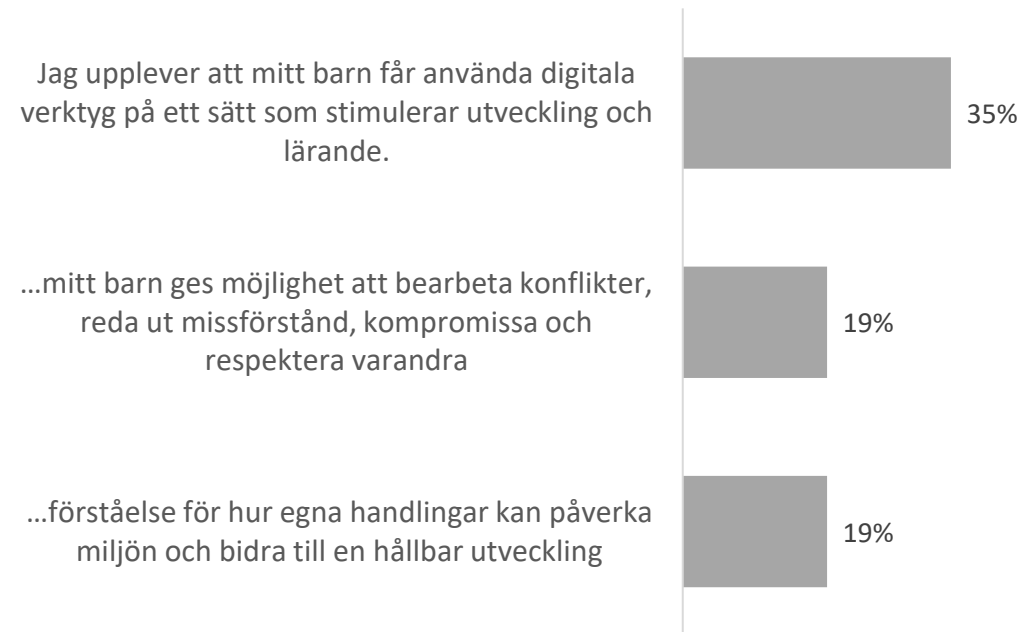 Jag upplever att mitt barn får använda digitala
verktyg på ett sätt som stimulerar utveckling och
lärande.
35%
...mitt barn ges möjlighet att bearbeta konflikter,
reda ut missförstånd, kompromissa och
respektera varandra
19%
...förståelse för hur egna handlingar kan påverka
miljön och bidra till en hållbar utveckling
19%